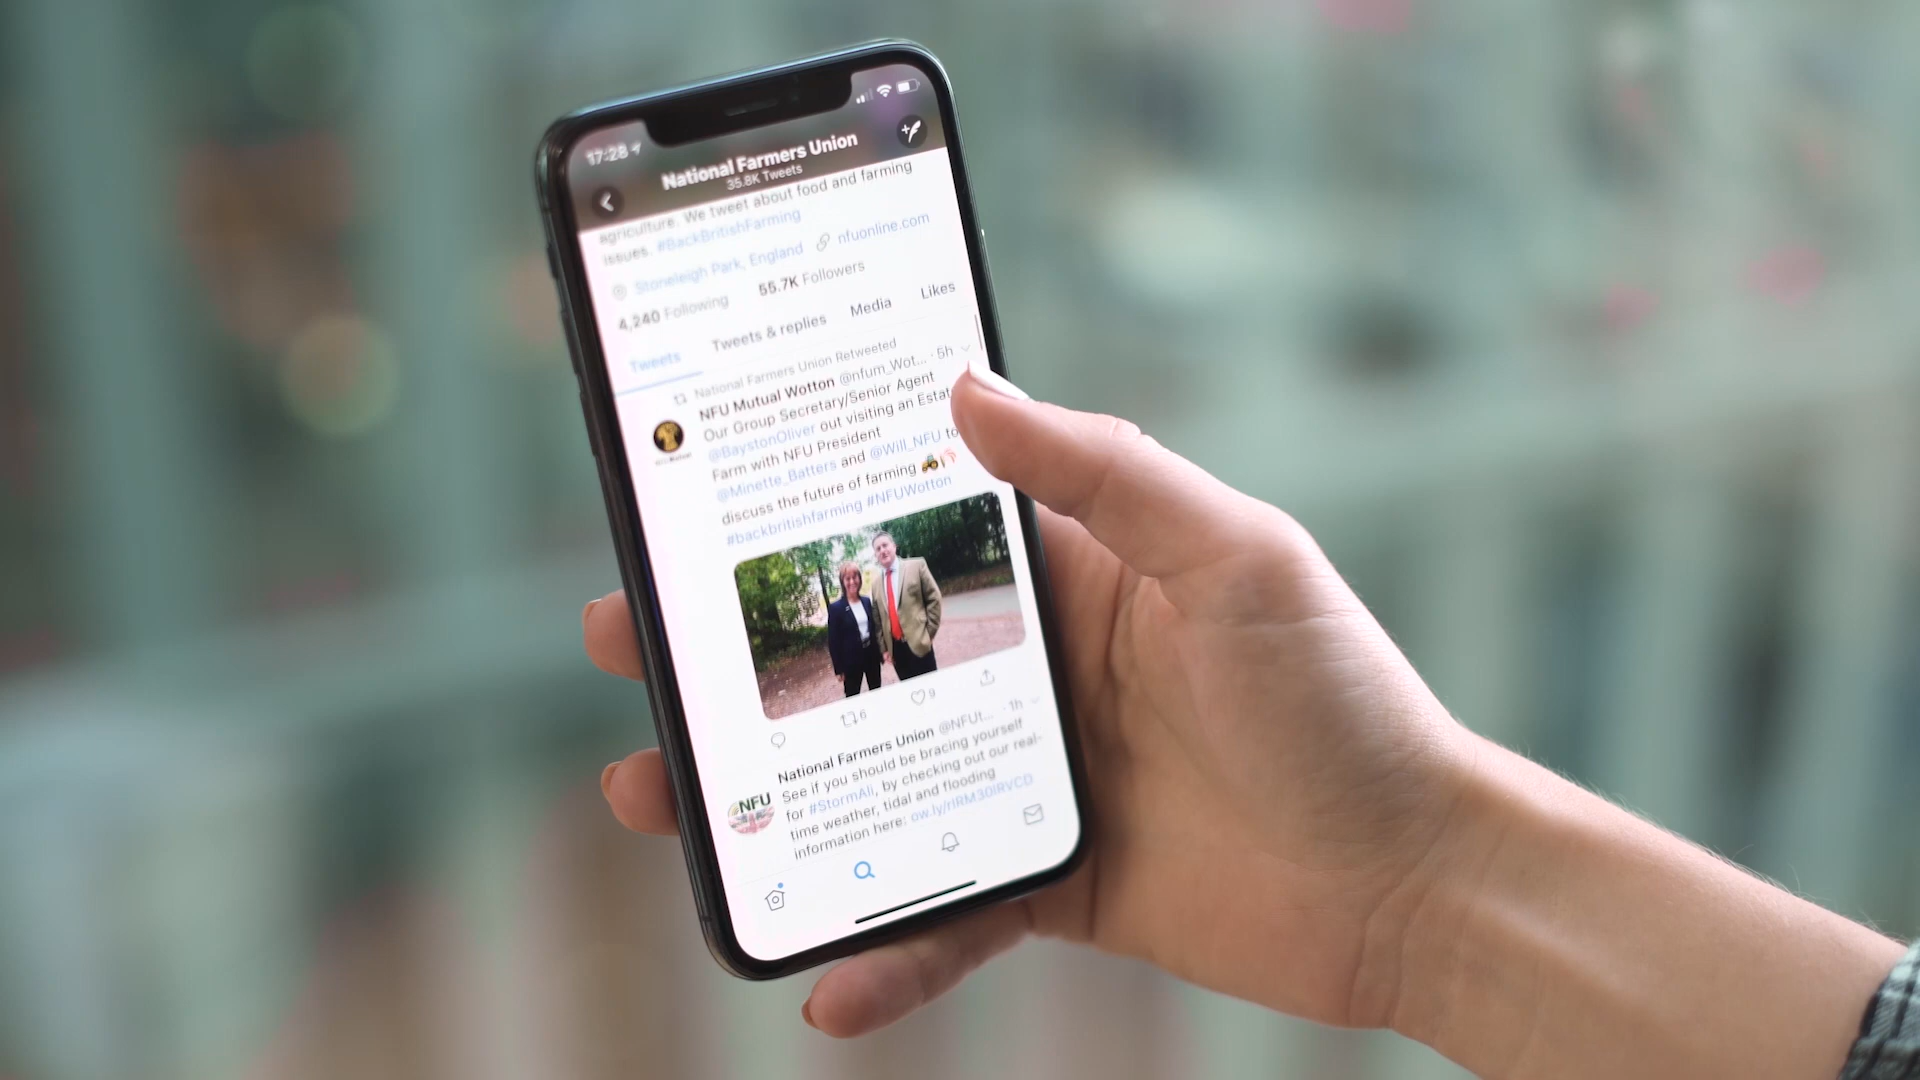 17:28
National Farmers Union
35.8K Tweets
agriculture. We tweet about food and farming
issues. #BackBritishFarming
Stoneleigh Park, England nfuonline.com
4,240 Following 55.7K Followers
Tweets Tweets & replies Media Likes
National Farmers Union Retweeted
NFU Mutual Wotton @nfum_Wot... · 5h
Our Group Secretary/Senior Agent
@BaystonOliver out visiting an Estat
Farm with NFU President
@Minette_Batters and @Will_NFU to
discuss the future of farming
#backbritishfarming #NFUWotton
6 9
National Farmers Union @NFUt... · 1h
See if you should be bracing yourself
for #StormAli, by checking out our real-
time weather, tidal and flooding
information here: ow.ly/rIRM30lRVCD
NFU